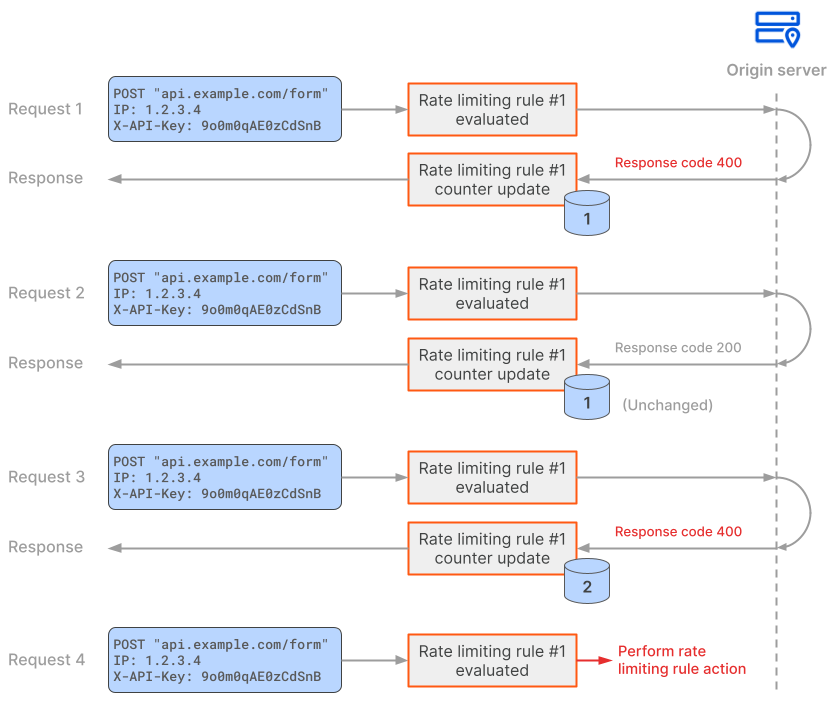 Origin server
Request 1
POST "api.example.com/form"
IP: 1.2.3.4
X-API-Key: 9o0m0qAE0zCdSnB
Rate limiting rule #1
evaluated
Response
Rate limiting rule #1
counter update
Response code 400
1
Request 2
POST "api.example.com/form"
IP: 1.2.3.4
X-API-Key: 9o0m0qAE0zCdSnB
Rate limiting rule #1
evaluated
Response
Rate limiting rule #1
counter update
Response code 200
1
(Unchanged)
Request 3
POST "api.example.com/form"
IP: 1.2.3.4
X-API-Key: 9o0m0qAE0zCdSnB
Rate limiting rule #1
evaluated
Response
Rate limiting rule #1
counter update
Response code 400
2
Request 4
POST "api.example.com/form"
IP: 1.2.3.4
X-API-Key: 9o0m0qAE0zCdSnB
Rate limiting rule #1
evaluated
Perform rate
limiting rule action